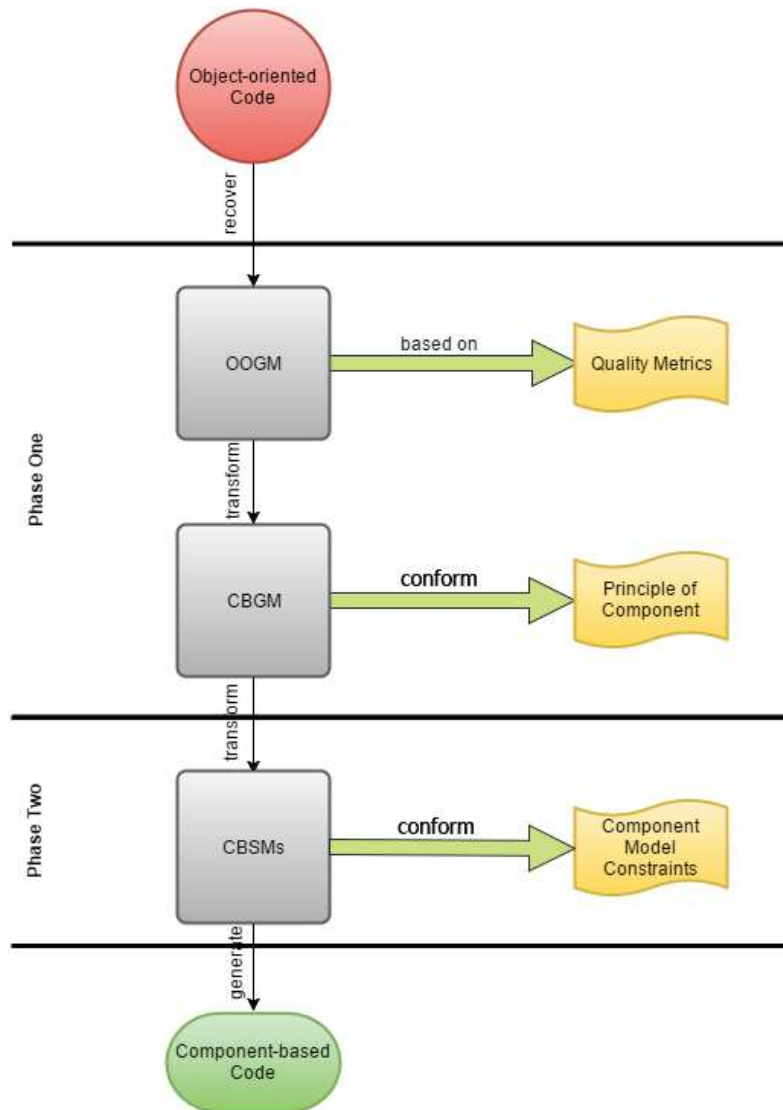 Object-oriented
Code
recover
Phase One
OOGM
based on
Quality Metrics
transform
CBGM
conform
Principle of
Component
transform
Phase Two
CBSMs
conform
Component
Model
Constraints
generate
Component-based
Code